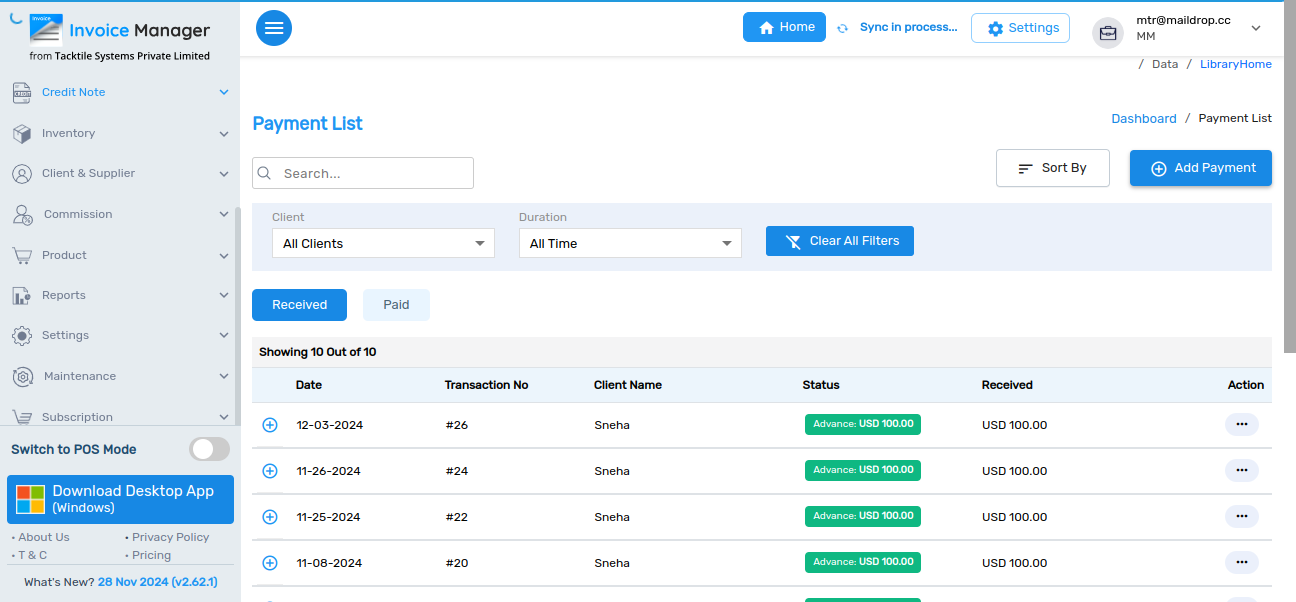 Invoice
Invoice Manager
from Tacktile Systems Private Limited
Home
Sync in process...
Settings
mtr@maildrop.cc
MM
/ Data / LibraryHome
Credit Note
Inventory
Client & Supplier
Commission
Product
Reports
Settings
Maintenance
Subscription
Switch to POS Mode
Download Desktop App
(Windows)
• About Us • Privacy Policy
• T & C • Pricing
What's New? 28 Nov 2024 (v2.62.1)
Payment List
Dashboard / Payment List
Search...
Sort By
Add Payment
Client Duration
All Clients All Time Clear All Filters
Received Paid
Showing 10 Out of 10
Date Transaction No Client Name Status Received Action
12-03-2024 #26 Sneha Advance: USD 100.00 USD 100.00
11-26-2024 #24 Sneha Advance: USD 100.00 USD 100.00
11-25-2024 #22 Sneha Advance: USD 100.00 USD 100.00
11-08-2024 #20 Sneha Advance: USD 100.00 USD 100.00